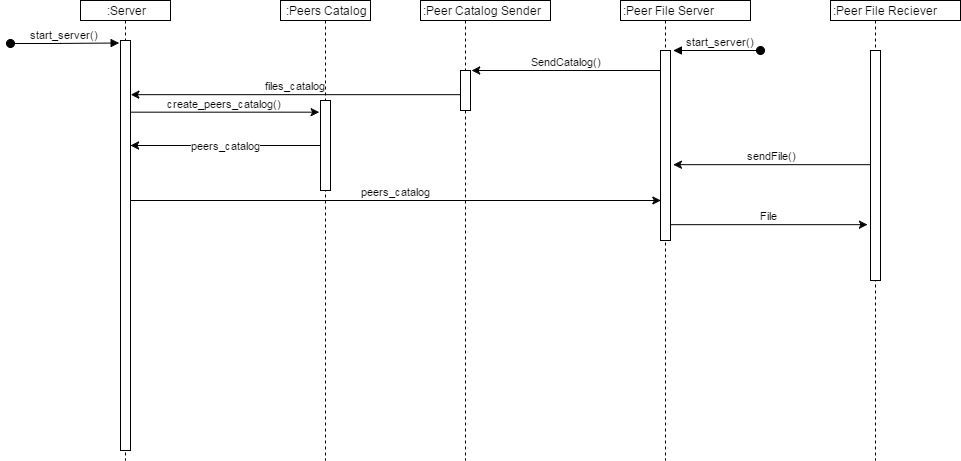 :Server
:Peers Catalog
:Peer Catalog Sender
:Peer File Server
:Peer File Reciever
start_server()
start_server()
SendCatalog()
files_catalog
create_peers_catalog()
peers_catalog
sendFile()
peers_catalog
File